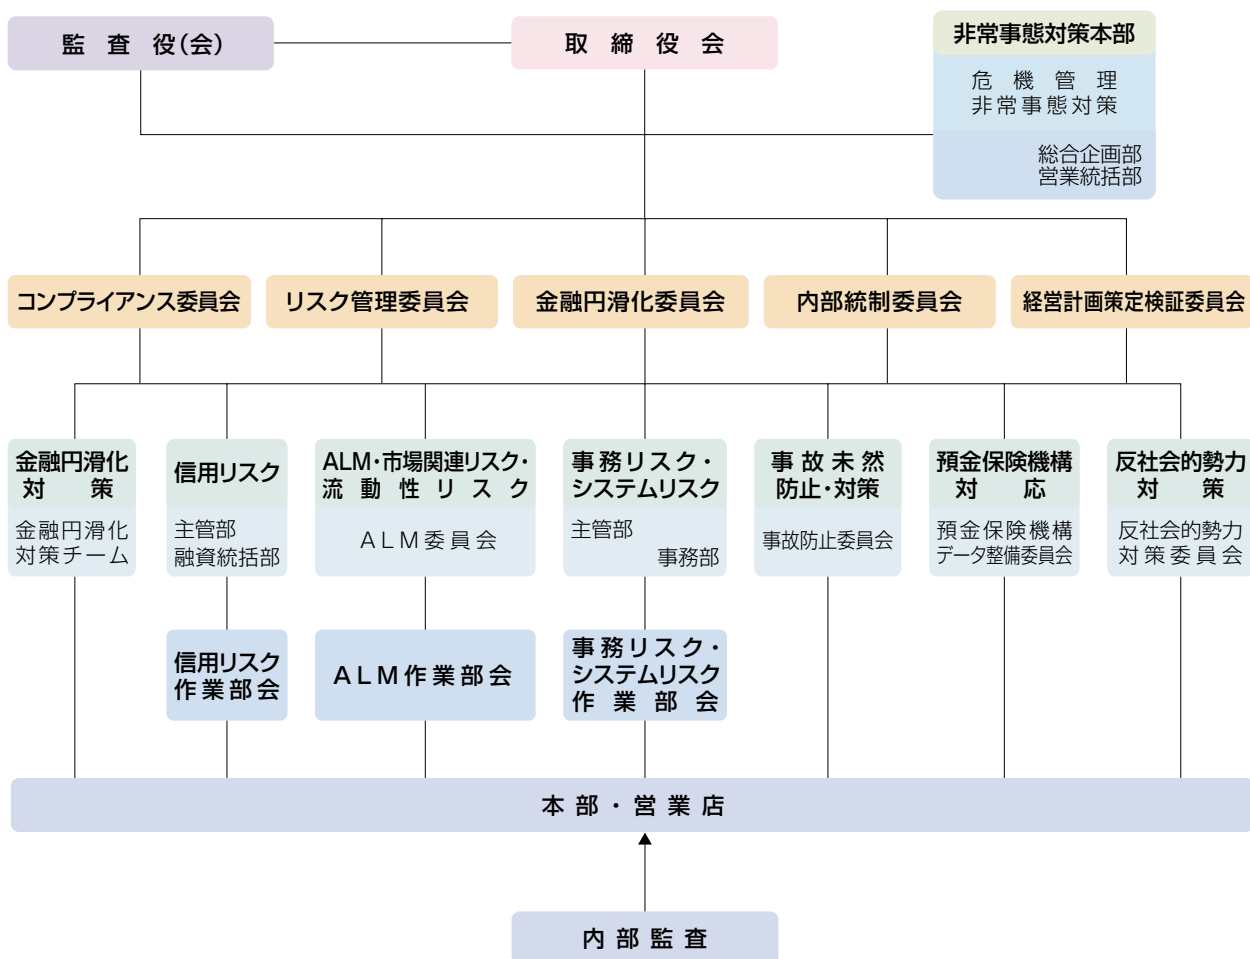 監査役(会)
取締役会
非常事態対策本部
危機管理
非常事態対策
総合企画部
営業統括部
コンプライアンス委員会
リスク管理委員会
金融円滑化委員会
内部統制委員会
経営計画策定検証委員会
金融円滑化
対策
金融円滑化
対策チーム
信用リスク
主管部
融資統括部
ALM・市場関連リスク・
流動性リスク
ALM委員会
事務リスク・
システムリスク
主管部
事務部
事故未然
防止・対策
事故防止委員会
預金保険機構
対応
預金保険機構
データ整備委員会
反社会的勢力
対策
反社会的勢力
対策委員会
信用リスク
作業部会
ALM作業部会
事務リスク・
システムリスク
作業部会
本部・営業店
内部監査